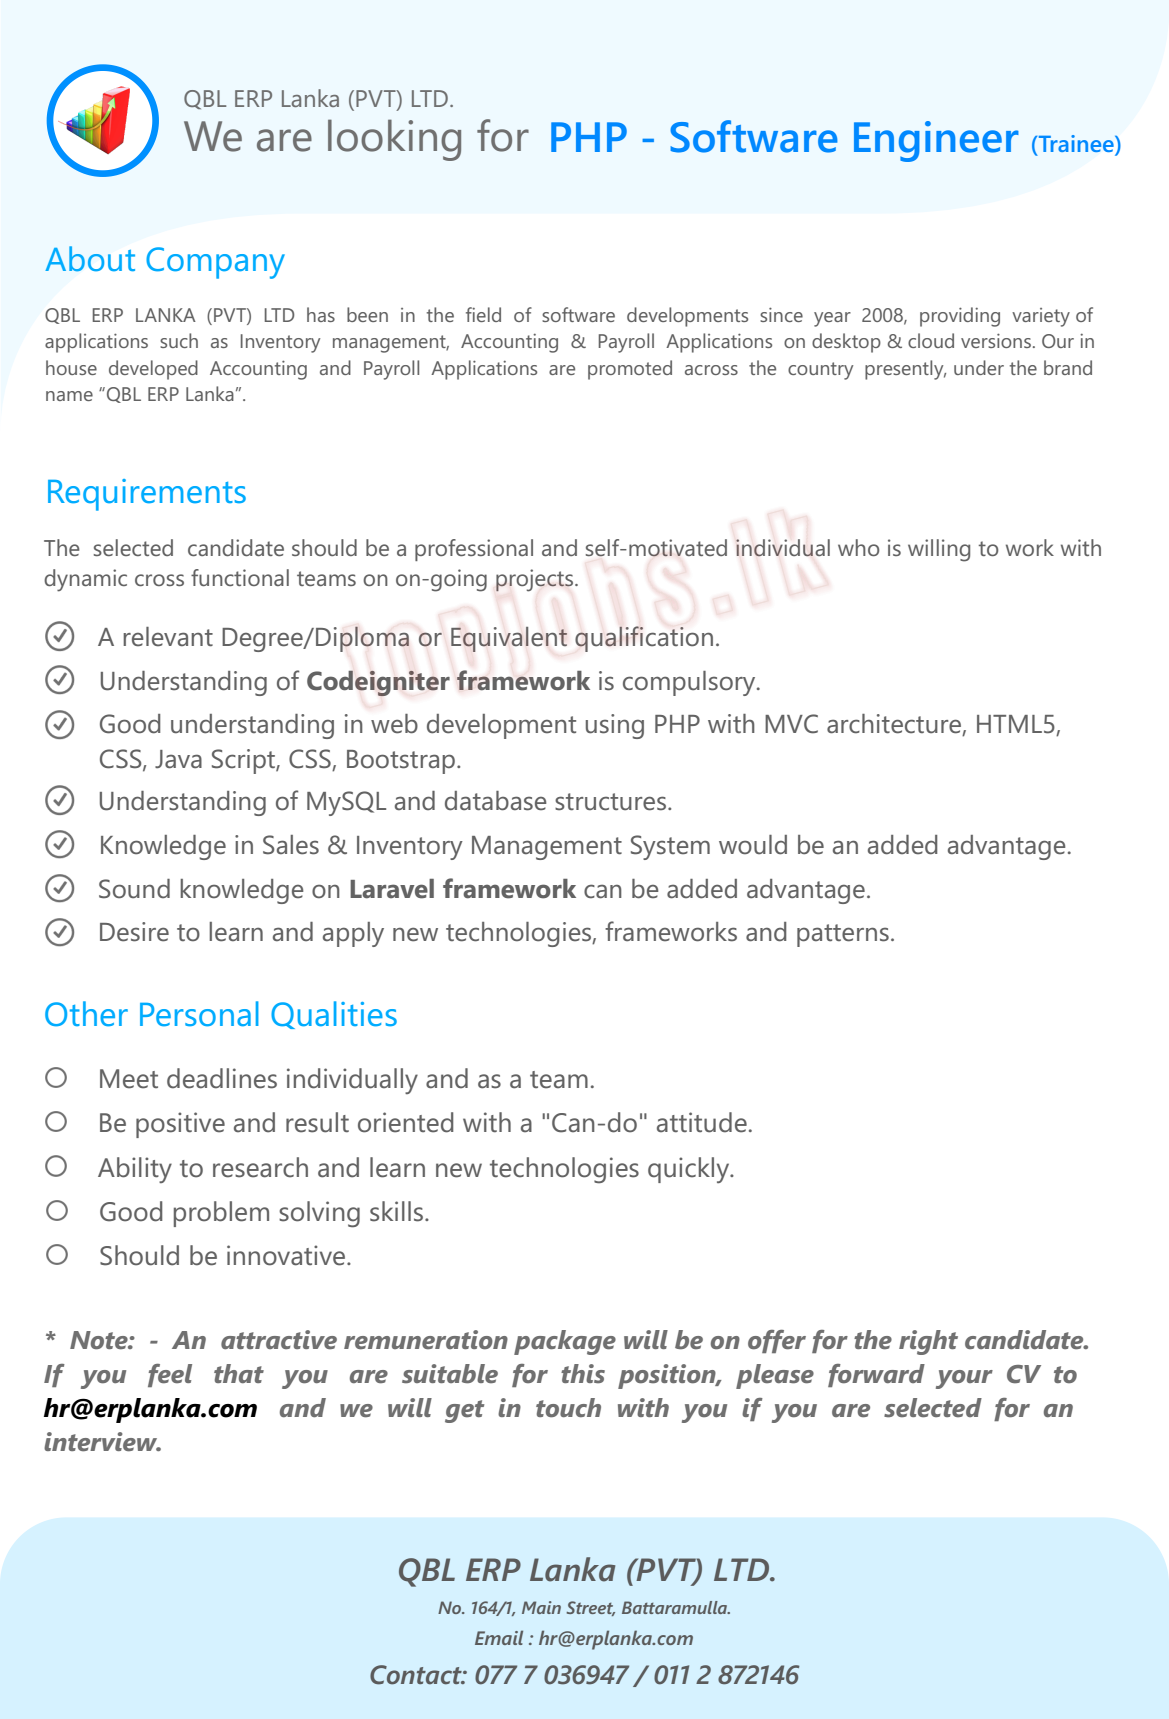 QBL ERP Lanka (PVT) LTD.
We are looking for PHP - Software Engineer (Trainee)
About Company
QBL ERP LANKA (PVT) LTD has been in the field of software developments since year 2008, providing variety of
applications such as Inventory management, Accounting & Payroll Applications on desktop & cloud versions. Our in
house developed Accounting and Payroll Applications are promoted across the country presently, under the brand
name “QBL ERP Lanka”.
Requirements
The selected candidate should be a professional and self-motivated individual who is willing to work with
dynamic cross functional teams on on-going projects.
topjobs.lk
A relevant Degree/Diploma or Equivalent qualification.
Understanding of Codeigniter framework is compulsory.
Good understanding in web development using PHP with MVC architecture, HTML5,
CSS, Java Script, CSS, Bootstrap.
Understanding of MySQL and database structures.
Knowledge in Sales & Inventory Management System would be an added advantage.
Sound knowledge on Laravel framework can be added advantage.
Desire to learn and apply new technologies, frameworks and patterns.
Other Personal Qualities
Meet deadlines individually and as a team.
Be positive and result oriented with a "Can-do" attitude.
Ability to research and learn new technologies quickly.
Good problem solving skills.
Should be innovative.
* Note: - An attractive remuneration package will be on offer for the right candidate.
If you feel that you are suitable for this position, please forward your CV to
hr@erplanka.com and we will get in touch with you if you are selected for an
interview.
QBL ERP Lanka (PVT) LTD.
No. 164/1, Main Street, Battaramulla.
Email : hr@erplanka.com
Contact: 077 7 036947 / 011 2 872146